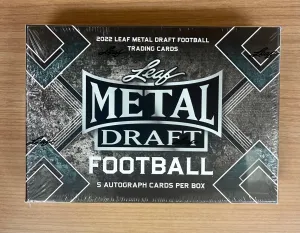 2022 LEAF METAL DRAFT FOOTBALL
TRADING CARDS
Leaf
METAL
DRAFT
FOOTBALL
5 AUTOGRAPH CARDS PER BOX